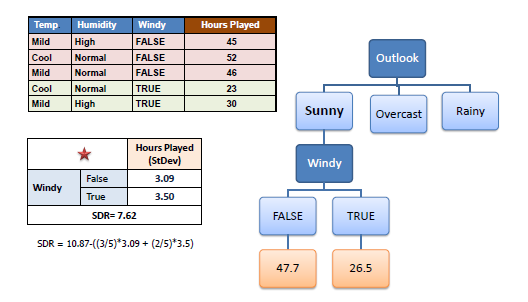 Temp Humidity Windy Hours Played
Mild High FALSE 45
Cool Normal FALSE 52
Mild Normal FALSE 46
Cool Normal TRUE 23
Mild High TRUE 30
Hours Played
(StDev)
Windy
False 3.09
True 3.50
SDR= 7.62
SDR = 10.87-((3/5)*3.09 + (2/5)*3.5)
Outlook
Sunny Overcast Rainy
Windy
FALSE TRUE
47.7 26.5